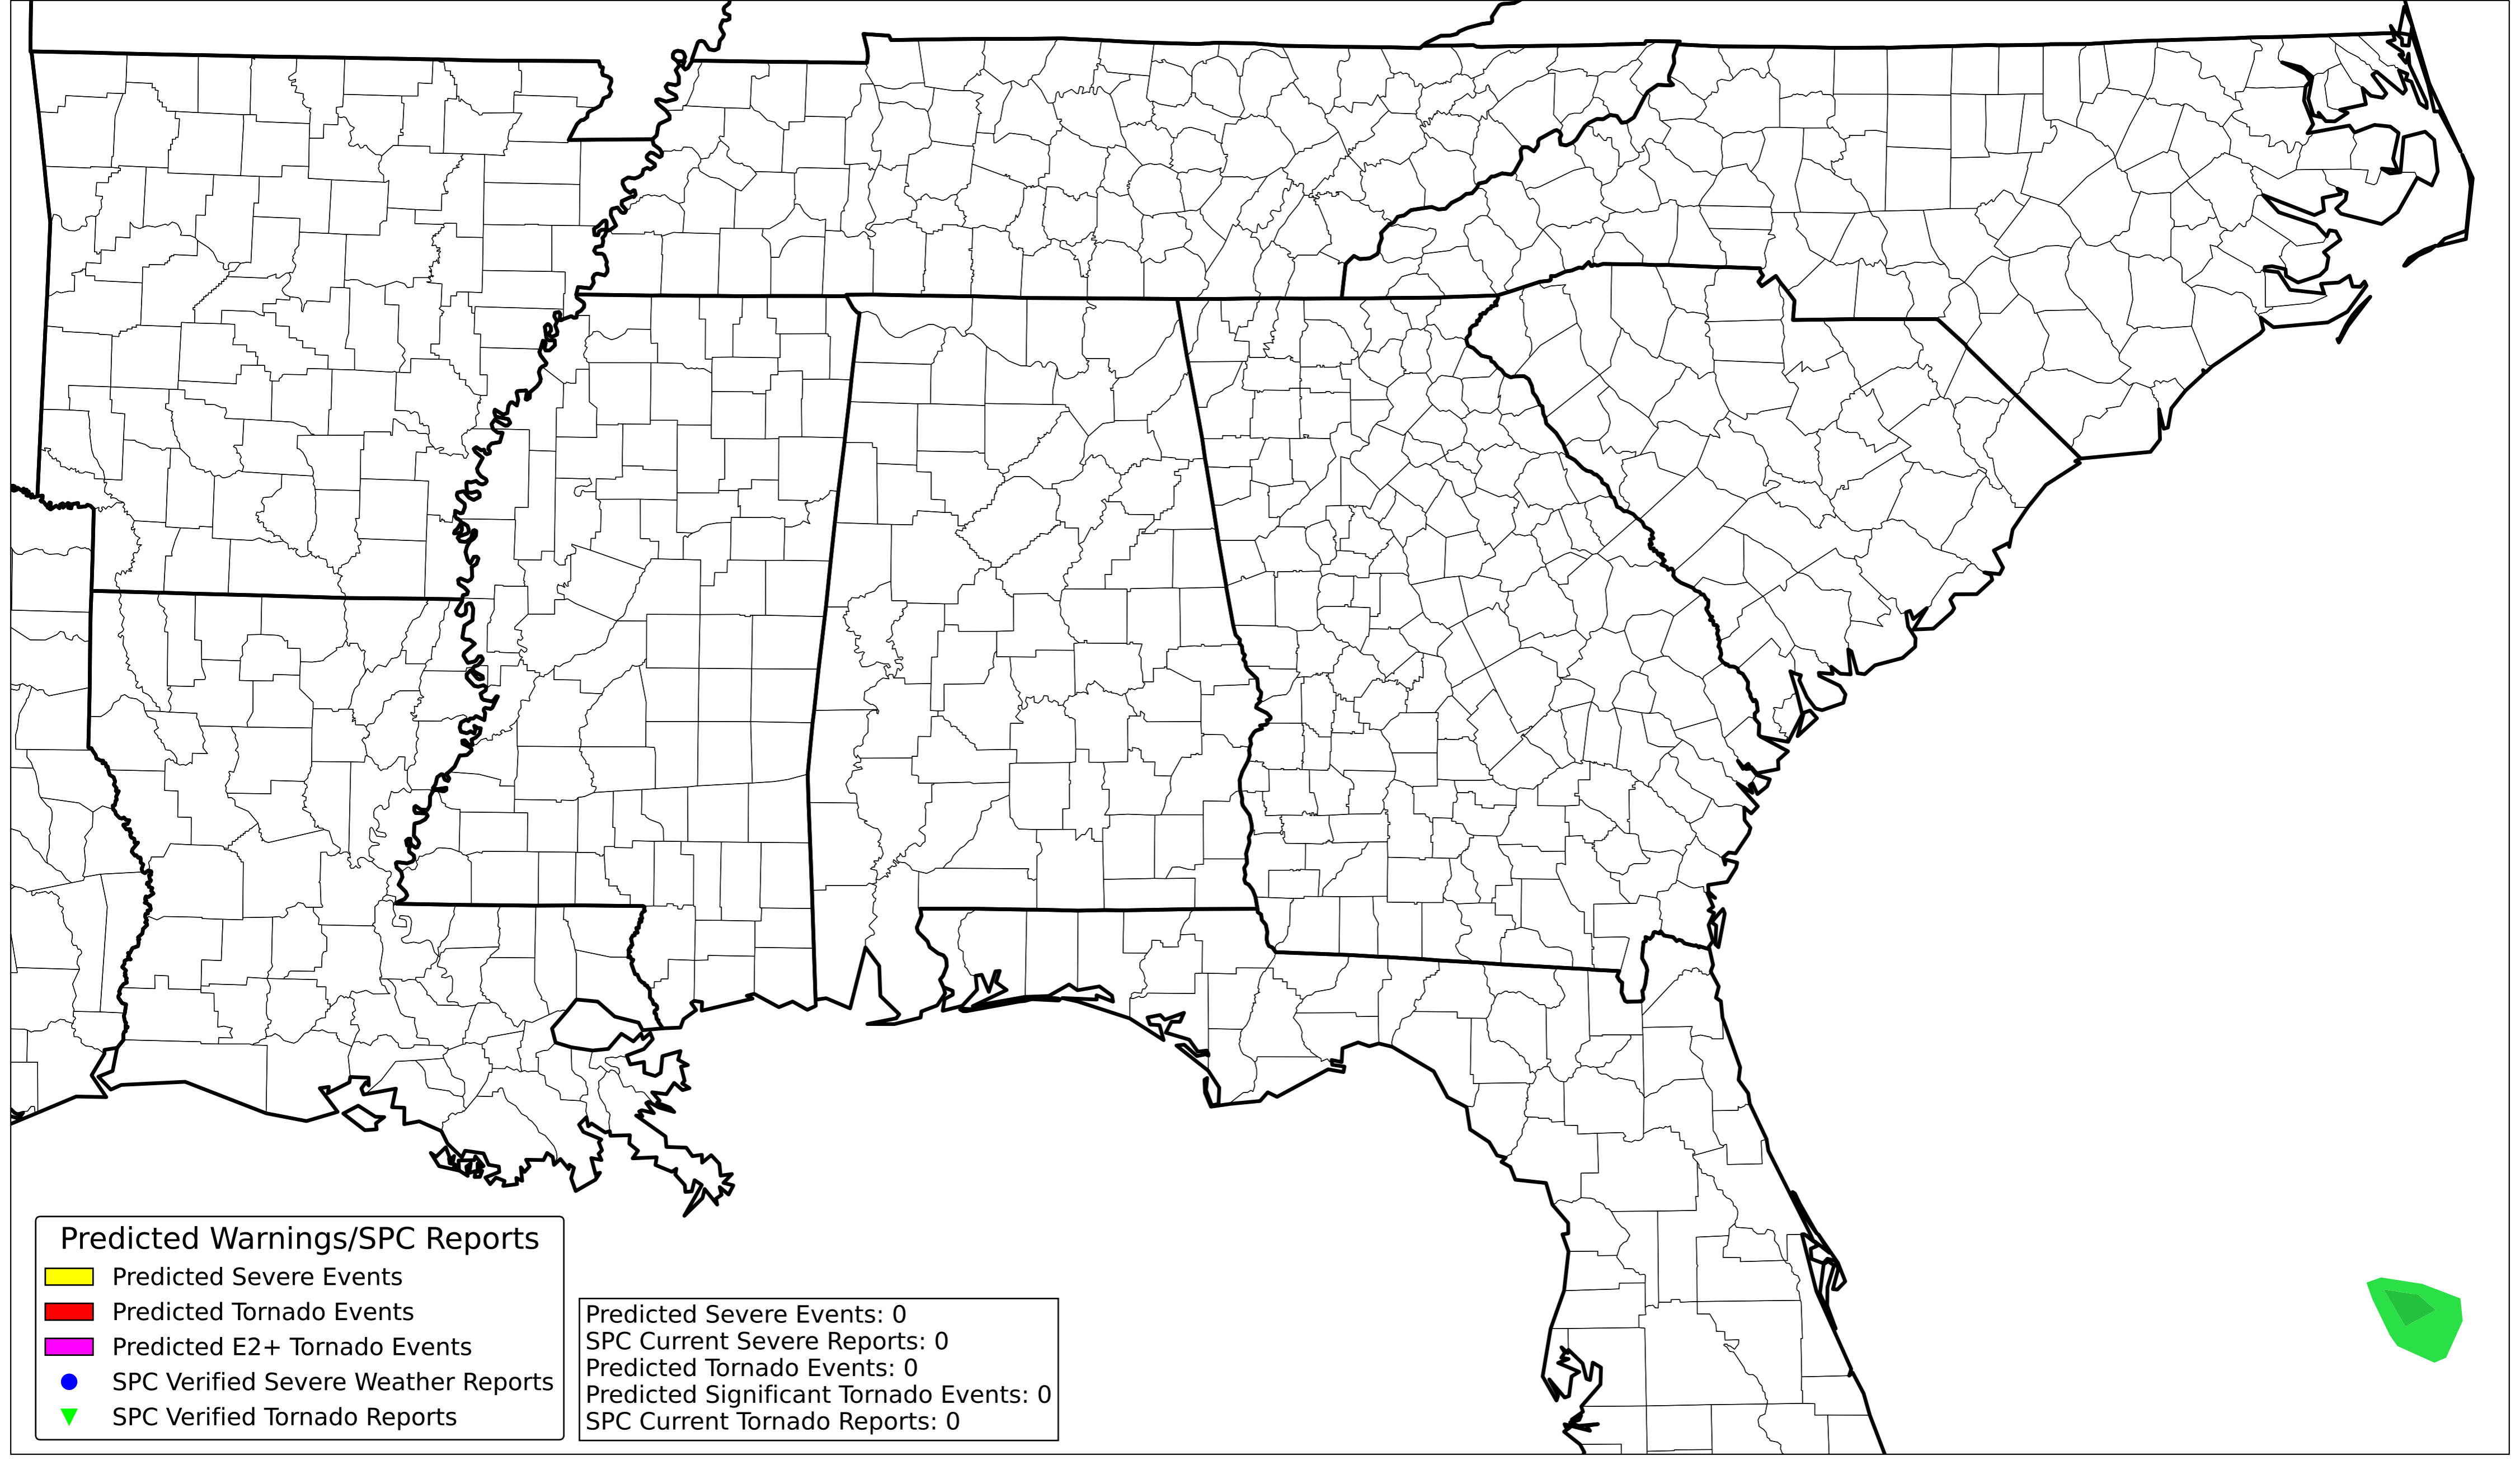 Predicted Warnings/SPC Reports
Predicted Severe Events
Predicted Tornado Events
Predicted E2+ Tornado Events
SPC Verified Severe Weather Reports
SPC Verified Tornado Reports
Predicted Severe Events: 0
SPC Current Severe Reports: 0
Predicted Tornado Events: 0
Predicted Significant Tornado Events: 0
SPC Current Tornado Reports: 0